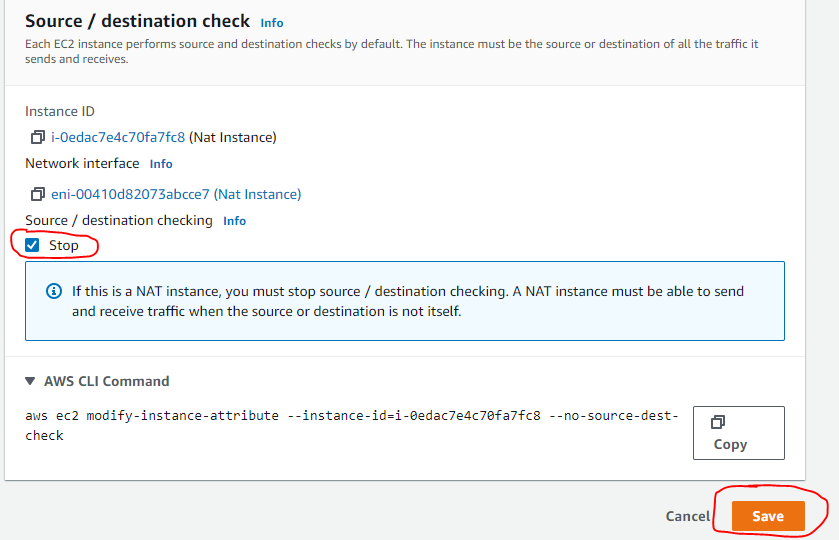 Source / destination check Info
Each EC2 instance performs source and destination checks by default. The instance must be the source or destination of all the traffic it
sends and receives.
Instance ID
i-0edac7e4c70fa7fc8 (Nat Instance)
Network interface Info
eni-00410d82073abcce7 (Nat Instance)
Source / destination checking Info
Stop
If this is a NAT instance, you must stop source / destination checking. A NAT instance must be able to send
and receive traffic when the source or destination is not itself.
AWS CLI Command
aws ec2 modify-instance-attribute --instance-id=i-0edac7e4c70fa7fc8 --no-source-dest-
check
Copy
Cancel Save